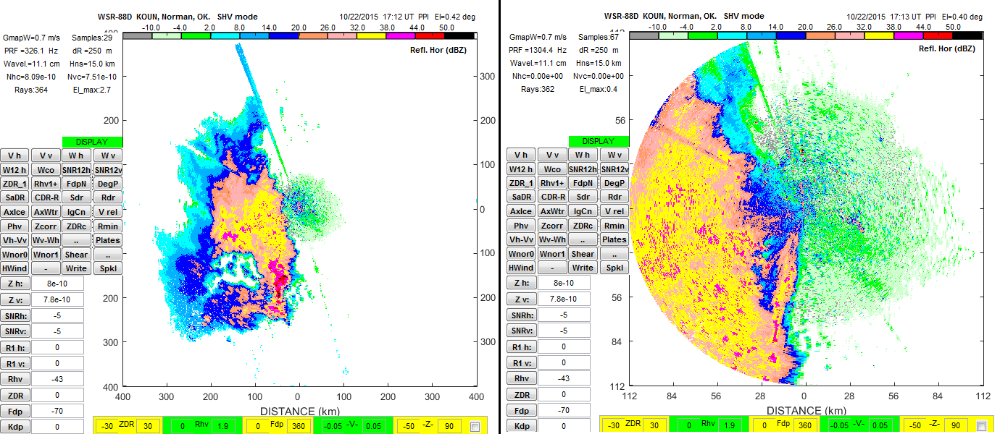 WSR-88D KOUN, Norman, OK. SHV mode
10/22/2015 17:12 UT PPI El=0.42 deg
-10.0 -4.0 2.0 8.0 14.0 20.0 26.0 32.0 38.0 44.0 50.0
GmapW=0.7 m/s Samples:29
PRF =326.1 Hz dR =250 m
Wavel.=11.1 cm Hns=15.0 km
Nhc=8.09e-10 Nvc=7.51e-10
Rays:364 El_max:2.7
Refl. Hor (dBZ)
DISPLAY
V h V v W h W v
W12 h Wco SNR12h SNR12v
ZDR_1 Rhv1+ FdpN DegP
SaDR CDR-R Sdr Rdr
AxIce AxWtr IgCn V rel
Phv Zcorr ZDRc Rmin
Vh-Vv Wv-Wh .. Plates
Wnor0 Wnor1 Shear ..
HWind - Write Spkl
Z h: 8e-10
Z v: 7.8e-10
SNRh: -5
SNRv: -5
R1 h: 0
R1 v: 0
Rhv -43
ZDR 0
Fdp -70
Kdp 0
200
100
0
100
200
300
400
300
200
100
0
100
200
300
400 300 200 100 0 100 200 300 400
DISTANCE (km)
-30 ZDR 30 0 Rhv 1.9 0 Fdp 360 -0.05 -V- 0.05 -50 -Z- 90
WSR-88D KOUN, Norman, OK. SHV mode
10/22/2015 17:13 UT PPI El=0.40 deg
-10.0 -4.0 2.0 8.0 14.0 20.0 26.0 32.0 38.0 44.0 50.0
GmapW=0.7 m/s Samples:67
PRF =1304.4 Hz dR =250 m
Wavel.=11.1 cm Hns=15.0 km
Nhc=0.00e+00 Nvc=0.00e+00
Rays:362 El_max:0.4
Refl. Hor (dBZ)
DISPLAY
V h V v W h W v
W12 h Wco SNR12h SNR12v
ZDR_1 Rhv1+ FdpN DegP
SaDR CDR-R Sdr Rdr
AxIce AxWtr IgCn V rel
Phv Zcorr ZDRc Rmin
Vh-Vv Wv-Wh .. Plates
Wnor0 Wnor1 Shear ..
HWind - Write Spkl
Z h: 8e-10
Z v: 7.8e-10
SNRh: -5
SNRv: -5
R1 h: 0
R1 v: 0
Rhv -43
ZDR 0
Fdp -70
Kdp 0
56
56
84
112
112 84 56 28 0 28 56 84 112
DISTANCE (km)
-30 ZDR 30 0 Rhv 1.9 0 Fdp 360 -0.05 -V- 0.05 -50 -Z- 90